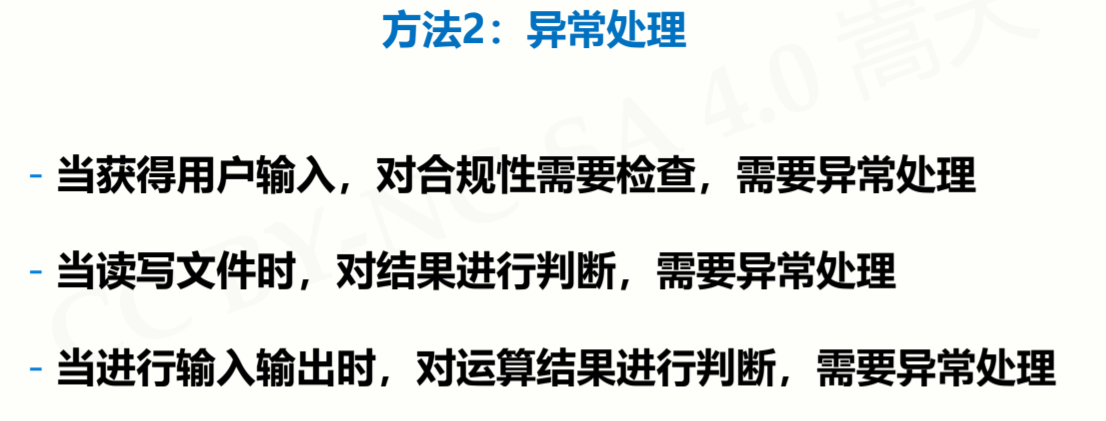 方法2：异常处理
- 当获得用户输入，对合规性需要检查，需要异常处理
- 当读写文件时，对结果进行判断，需要异常处理
- 当进行输入输出时，对运算结果进行判断，需要异常处理
CC BY-NC-SA 4.0 嵩天